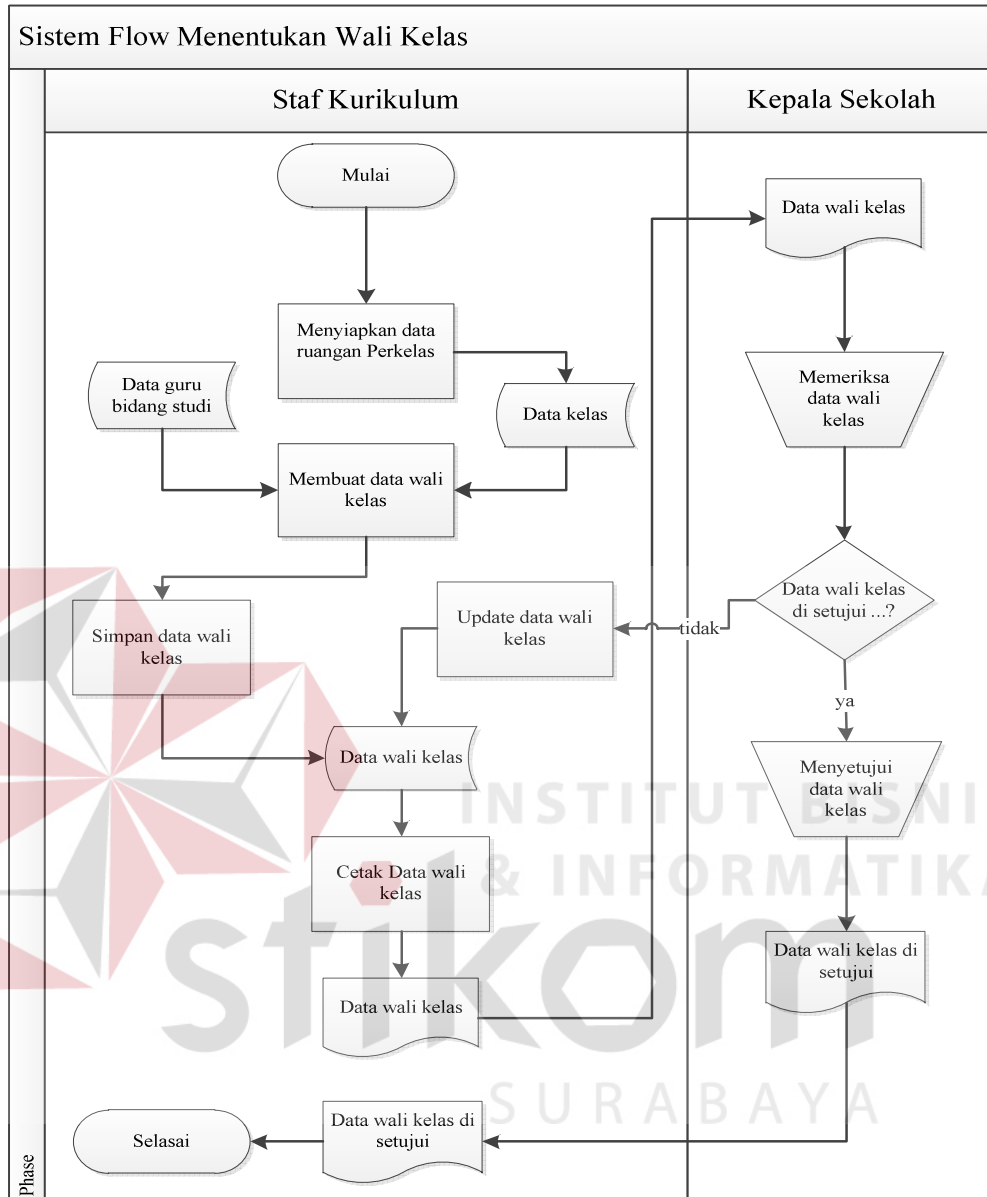 Sistem Flow Menentukan Wali Kelas
Staf Kurikulum
Kepala Sekolah
Mulai
Menyiapkan data
ruangan Perkelas
Data guru
bidang studi
Data kelas
Membuat data wali
kelas
Simpan data wali
kelas
Update data wali
kelas
Data wali kelas
Cetak Data wali
kelas
Data wali kelas
Data wali kelas di
setujui
Selasai
Data wali kelas
Memeriksa
data wali
kelas
Data wali kelas
di setujui ...?
tidak
ya
Menyetujui
data wali
kelas
Data wali kelas di
setujui
Phase
INSTITUT BISNI
& INFORMATIKA
stikom
SURABAYA